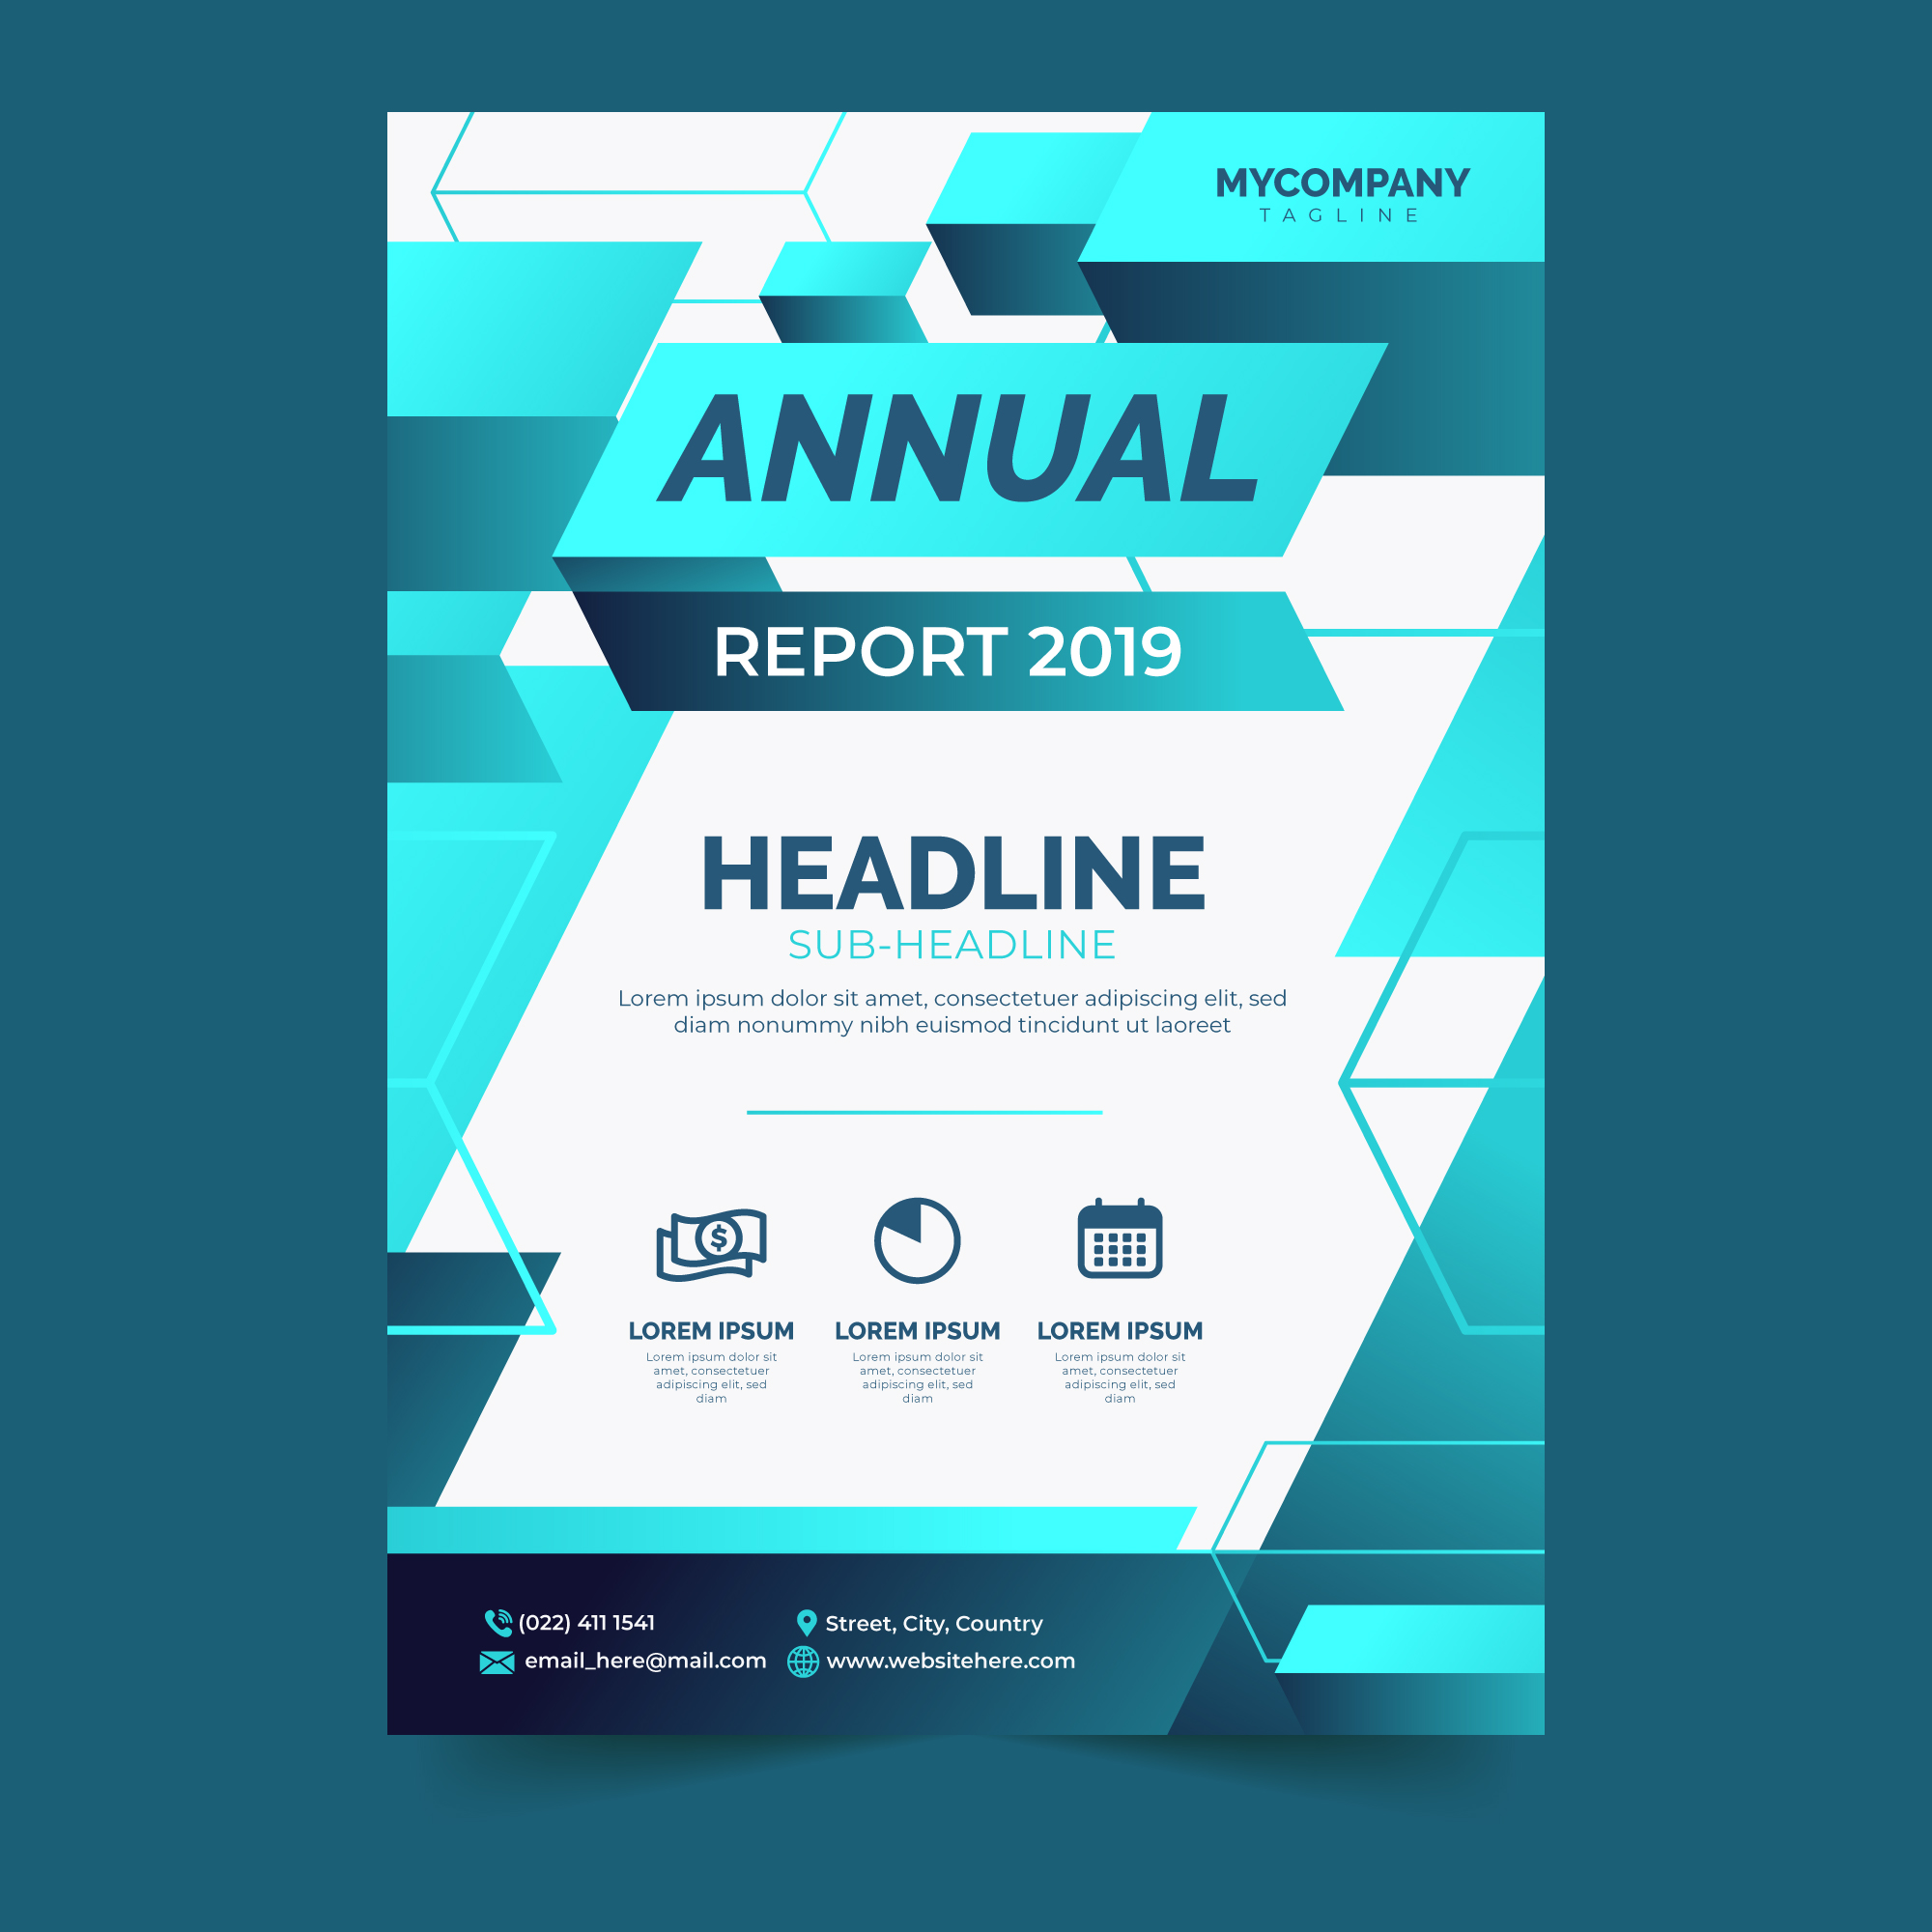 MYCOMPANY
TAGLINE
ANNUAL
REPORT 2019
HEADLINE
SUB-HEADLINE
Lorem ipsum dolor sit amet, consectetuer adipiscing elit, sed
diam nonummy nibh euismod tincidunt ut laoreet
$
LOREM IPSUM
Lorem ipsum dolor sit
amet, consectetuer
adipiscing elit, sed
diam
LOREM IPSUM
Lorem ipsum dolor sit
amet, consectetuer
adipiscing elit, sed
diam
LOREM IPSUM
Lorem ipsum dolor sit
amet, consectetuer
adipiscing elit, sed
diam
(022) 411 1541
email_here@mail.com
Street, City, Country
www.websitehere.com